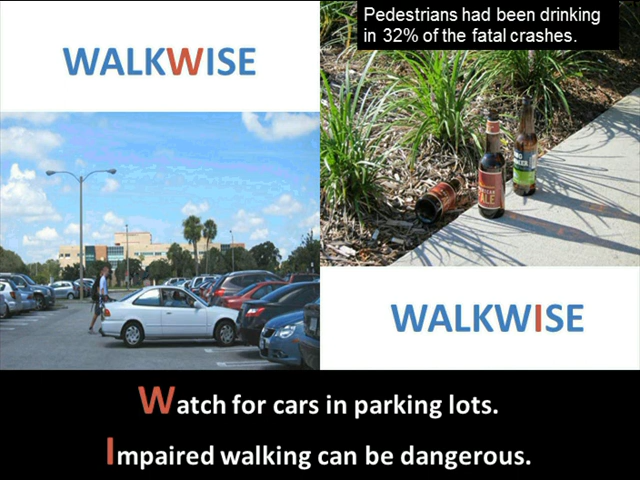 WALKWISE
Pedestrians had been drinking
in 32% of the fatal crashes.
ALE
WALKWISE
Watch for cars in parking lots.
Impaired walking can be dangerous.